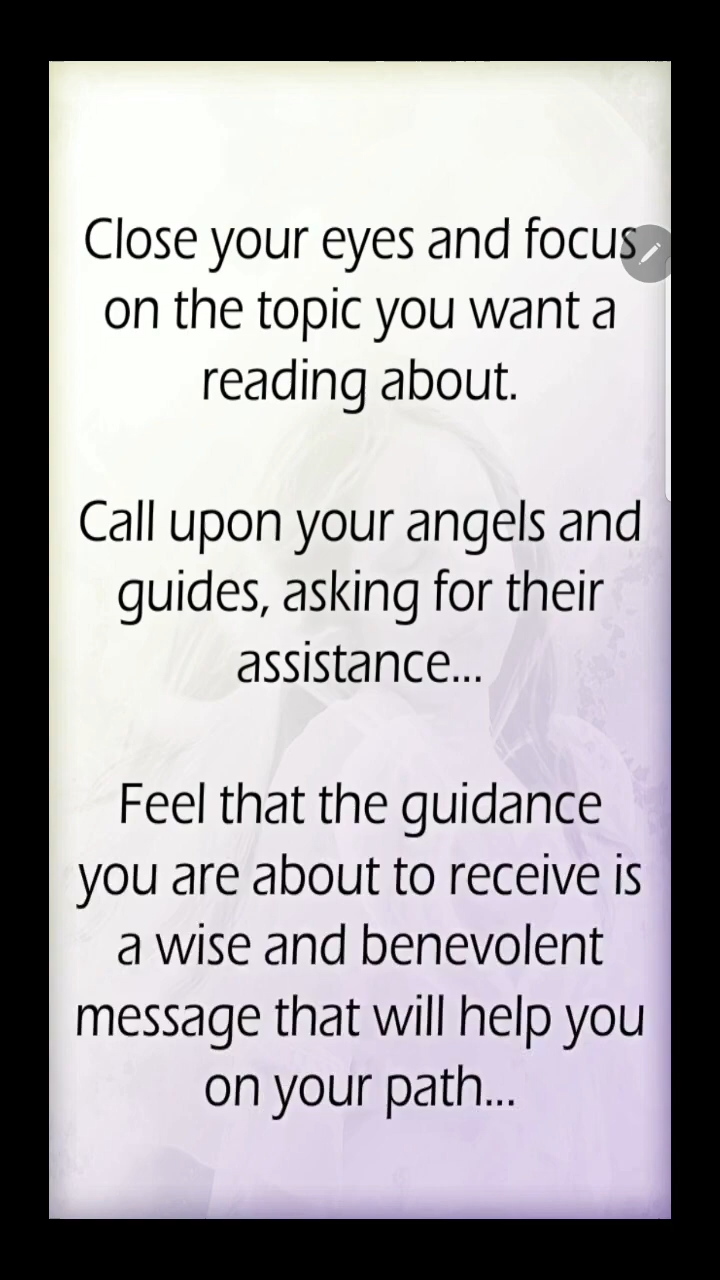 Close your eyes and focus
on the topic you want a
reading about.
Call upon your angels and
guides, asking for their
assistance...
Feel that the guidance
you are about to receive is
a wise and benevolent
message that will help you
on your path...